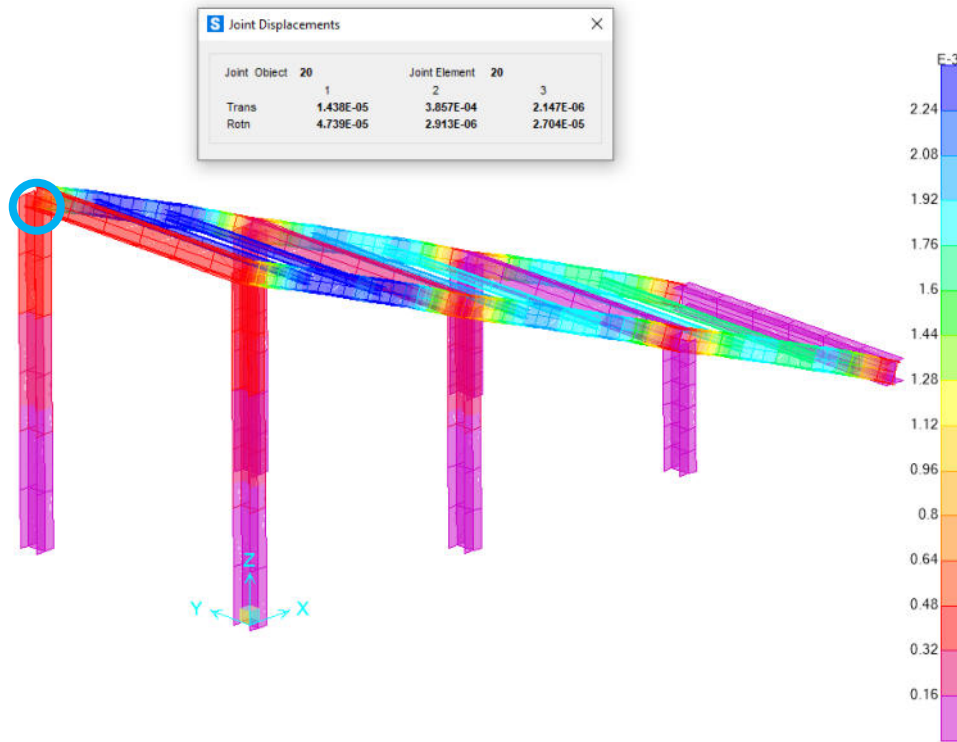 S Joint Displacements
Joint Object 20 Joint Element 20
1 2 3
Trans 1.438E-05 3.857E-04 2.147E-06
Rotn 4.739E-05 2.913E-06 2.704E-05
E-3
2.24
2.08
1.92
1.76
1.6
1.44
1.28
1.12
0.96
0.8
0.64
0.48
0.32
0.16
Z
Y X